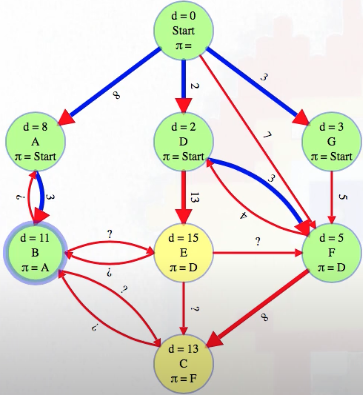 d = 0
Start
π =
8
2
3
7
d = 8
A
π = Start
d = 2
D
π = Start
d = 3
G
π = Start
?
3
13
3
4
5
d = 11
B
π = A
?
?
d = 15
E
π = D
?
d = 5
F
π = D
?
?
?
8
d = 13
C
π = F